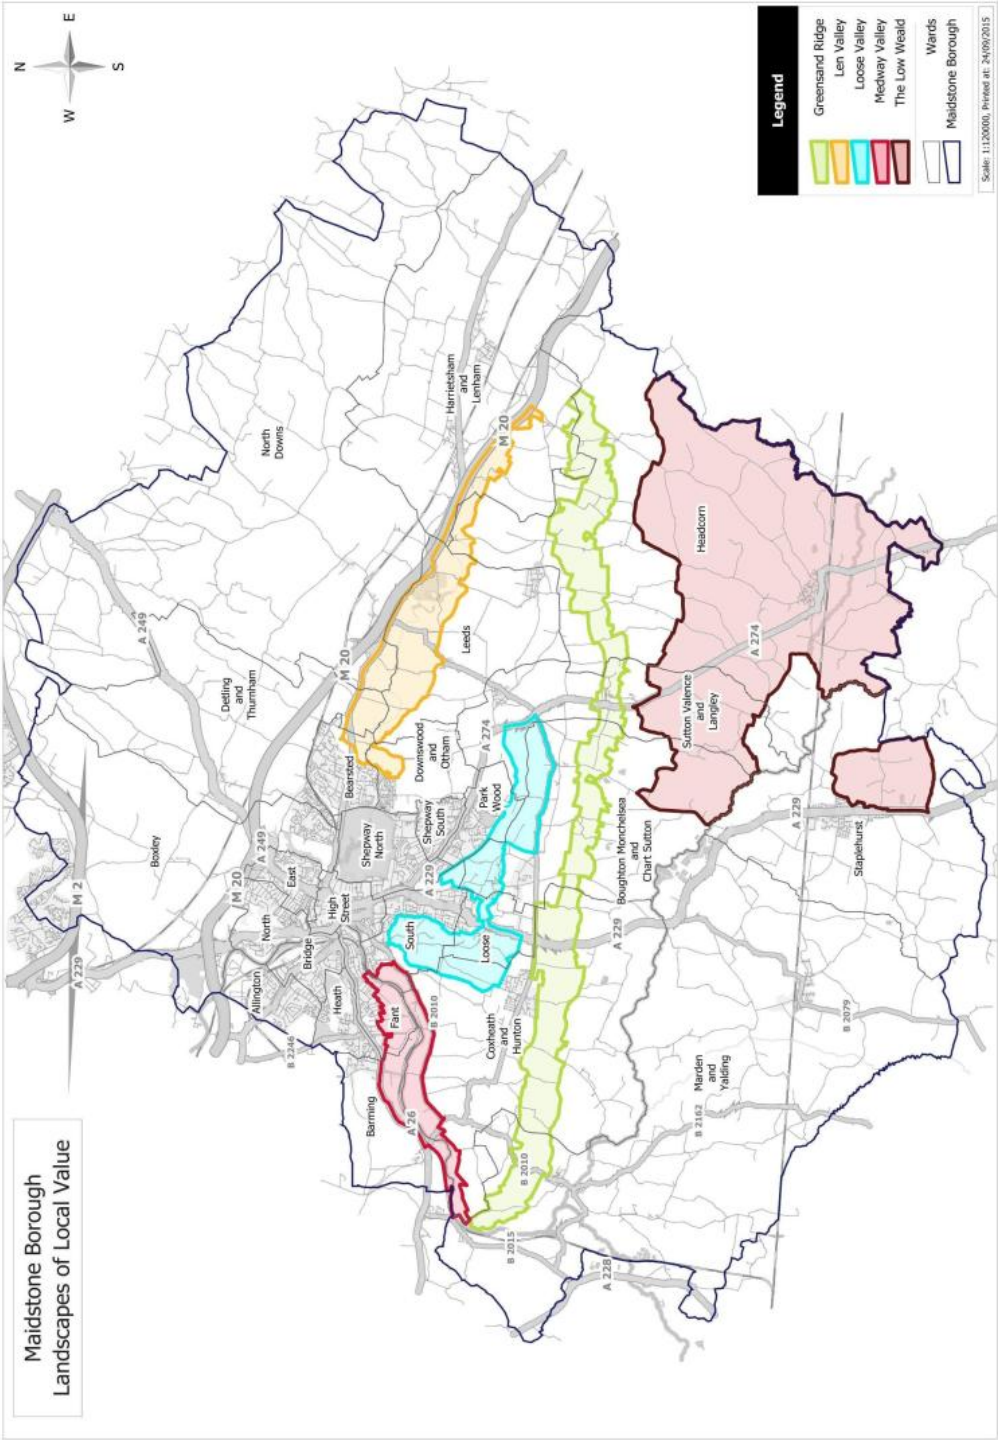 Maidstone Borough
Landscapes of Local Value
N
E
S
W
Legend
Greensand Ridge
Len Valley
Loose Valley
Medway Valley
The Low Weald
Wards
Maidstone Borough
Scale: 1:120000, Printed at: 24/09/2015
M 2
A 229
Boxley
A 249
Detling
and
Thurnham
North
Downs
M 20
A 249
M 20
Allington
North
East
Bridge
High
Street
Heath
B 2246
Bearsted
Shepway
North
Shepway
South
Downswood
and
Otham
Harrietsham
and
Lenham
M 20
Leeds
Barming
Fant
A 26
B 2010
South
A 229
Park
Wood
A 274
Loose
Coxheath
and
Hunton
B 2010
B 2015
A 228
Boughton Monchelsea
and
Chart Sutton
A 229
Sutton Valence
and
Langley
Headcorn
A 274
Marden
and
Yalding
B 2162
B 2079
A 229
Staplehurst